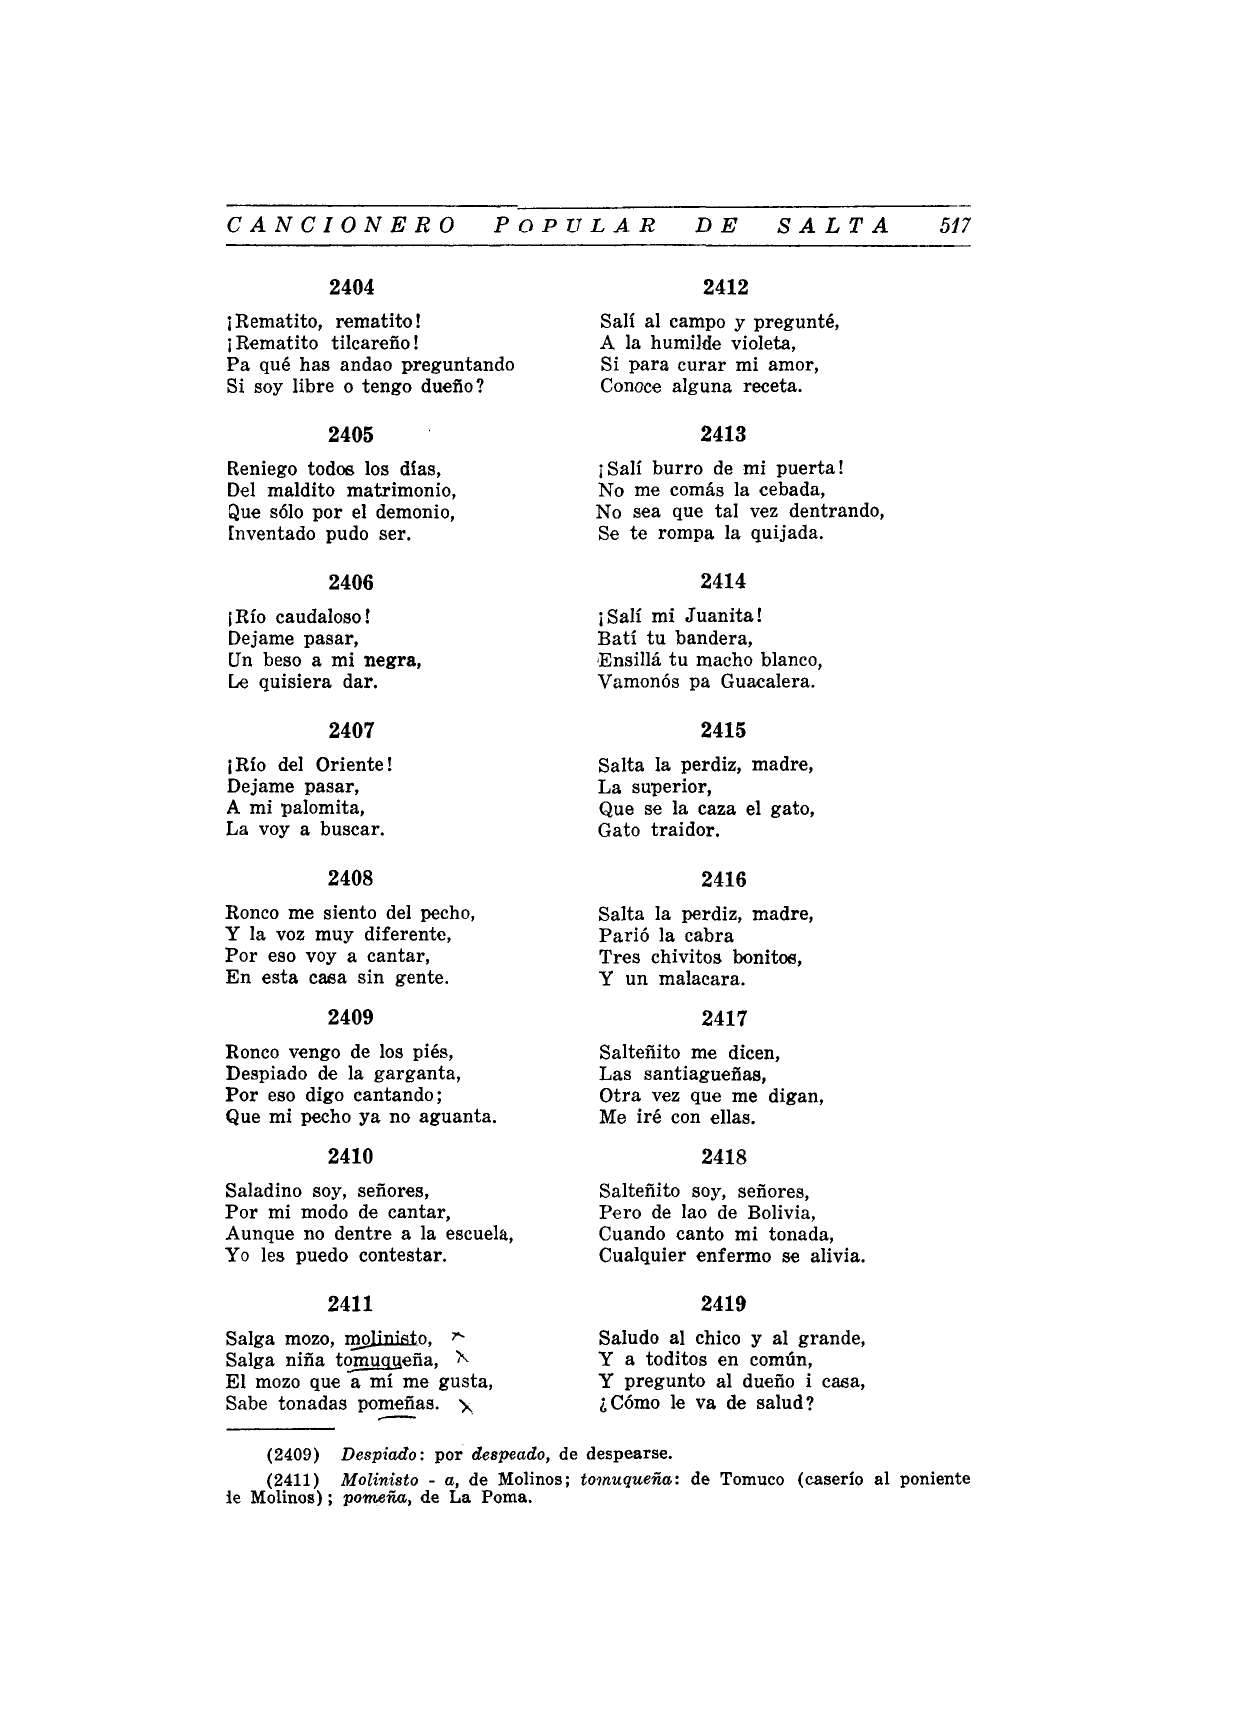 CANCIONERO POPULAR DE SALTA 517
2404
¡Rematito, rematito!
¡Rematito tilcareño!
Pa qué has andao preguntando
Si soy libre o tengo dueño?
2405
Reniego todos los días,
Del maldito matrimonio,
Que sólo por el demonio,
Inventado pudo ser.
2406
¡Río caudaloso!
Dejame pasar,
Un beso a mi negra,
Le quisiera dar.
2407
¡Río del Oriente!
Dejame pasar,
A mi palomita,
La voy a buscar.
2408
Ronco me siento del pecho,
Y la voz muy diferente,
Por eso voy a cantar,
En esta casa sin gente.
2409
Ronco vengo de los piés,
Despiado de la garganta,
Por eso digo cantando;
Que mi pecho ya no aguanta.
2410
Saladino soy, señores,
Por mi modo de cantar,
Aunque no dentre a la escuela,
Yo les puedo contestar.
2411
Salga mozo, molinisto,
Salga niña tomuqueña,
El mozo que a mí me gusta,
Sabe tonadas pomeñas.
2412
Salí al campo y pregunté,
A la humilde violeta,
Si para curar mi amor,
Conoce alguna receta.
2413
¡Salí burro de mi puerta!
No me comás la cebada,
No sea que tal vez dentrando,
Se te rompa la quijada.
2414
¡Salí mi Juanita!
Batí tu bandera,
Ensillá tu macho blanco,
Vamonós pa Guacalera.
2415
Salta la perdiz, madre,
La superior,
Que se la caza el gato,
Gato traidor.
2416
Salta la perdiz, madre,
Parió la cabra
Tres chivitos bonitos,
Y un malacara.
2417
Salteñito me dicen,
Las santiagueñas,
Otra vez que me digan,
Me iré con ellas.
2418
Salteñito soy, señores,
Pero de lao de Bolivia,
Cuando canto mi tonada,
Cualquier enfermo se alivia.
2419
Saludo al chico y al grande,
Y a toditos en común,
Y pregunto al dueño i casa,
¿Cómo le va de salud?
(2409) Despiado: por despeado, de despearse.
(2411) Molinisto - a, de Molinos; tomuqueña: de Tomuco (caserío al poniente
de Molinos); pomeña, de La Poma.